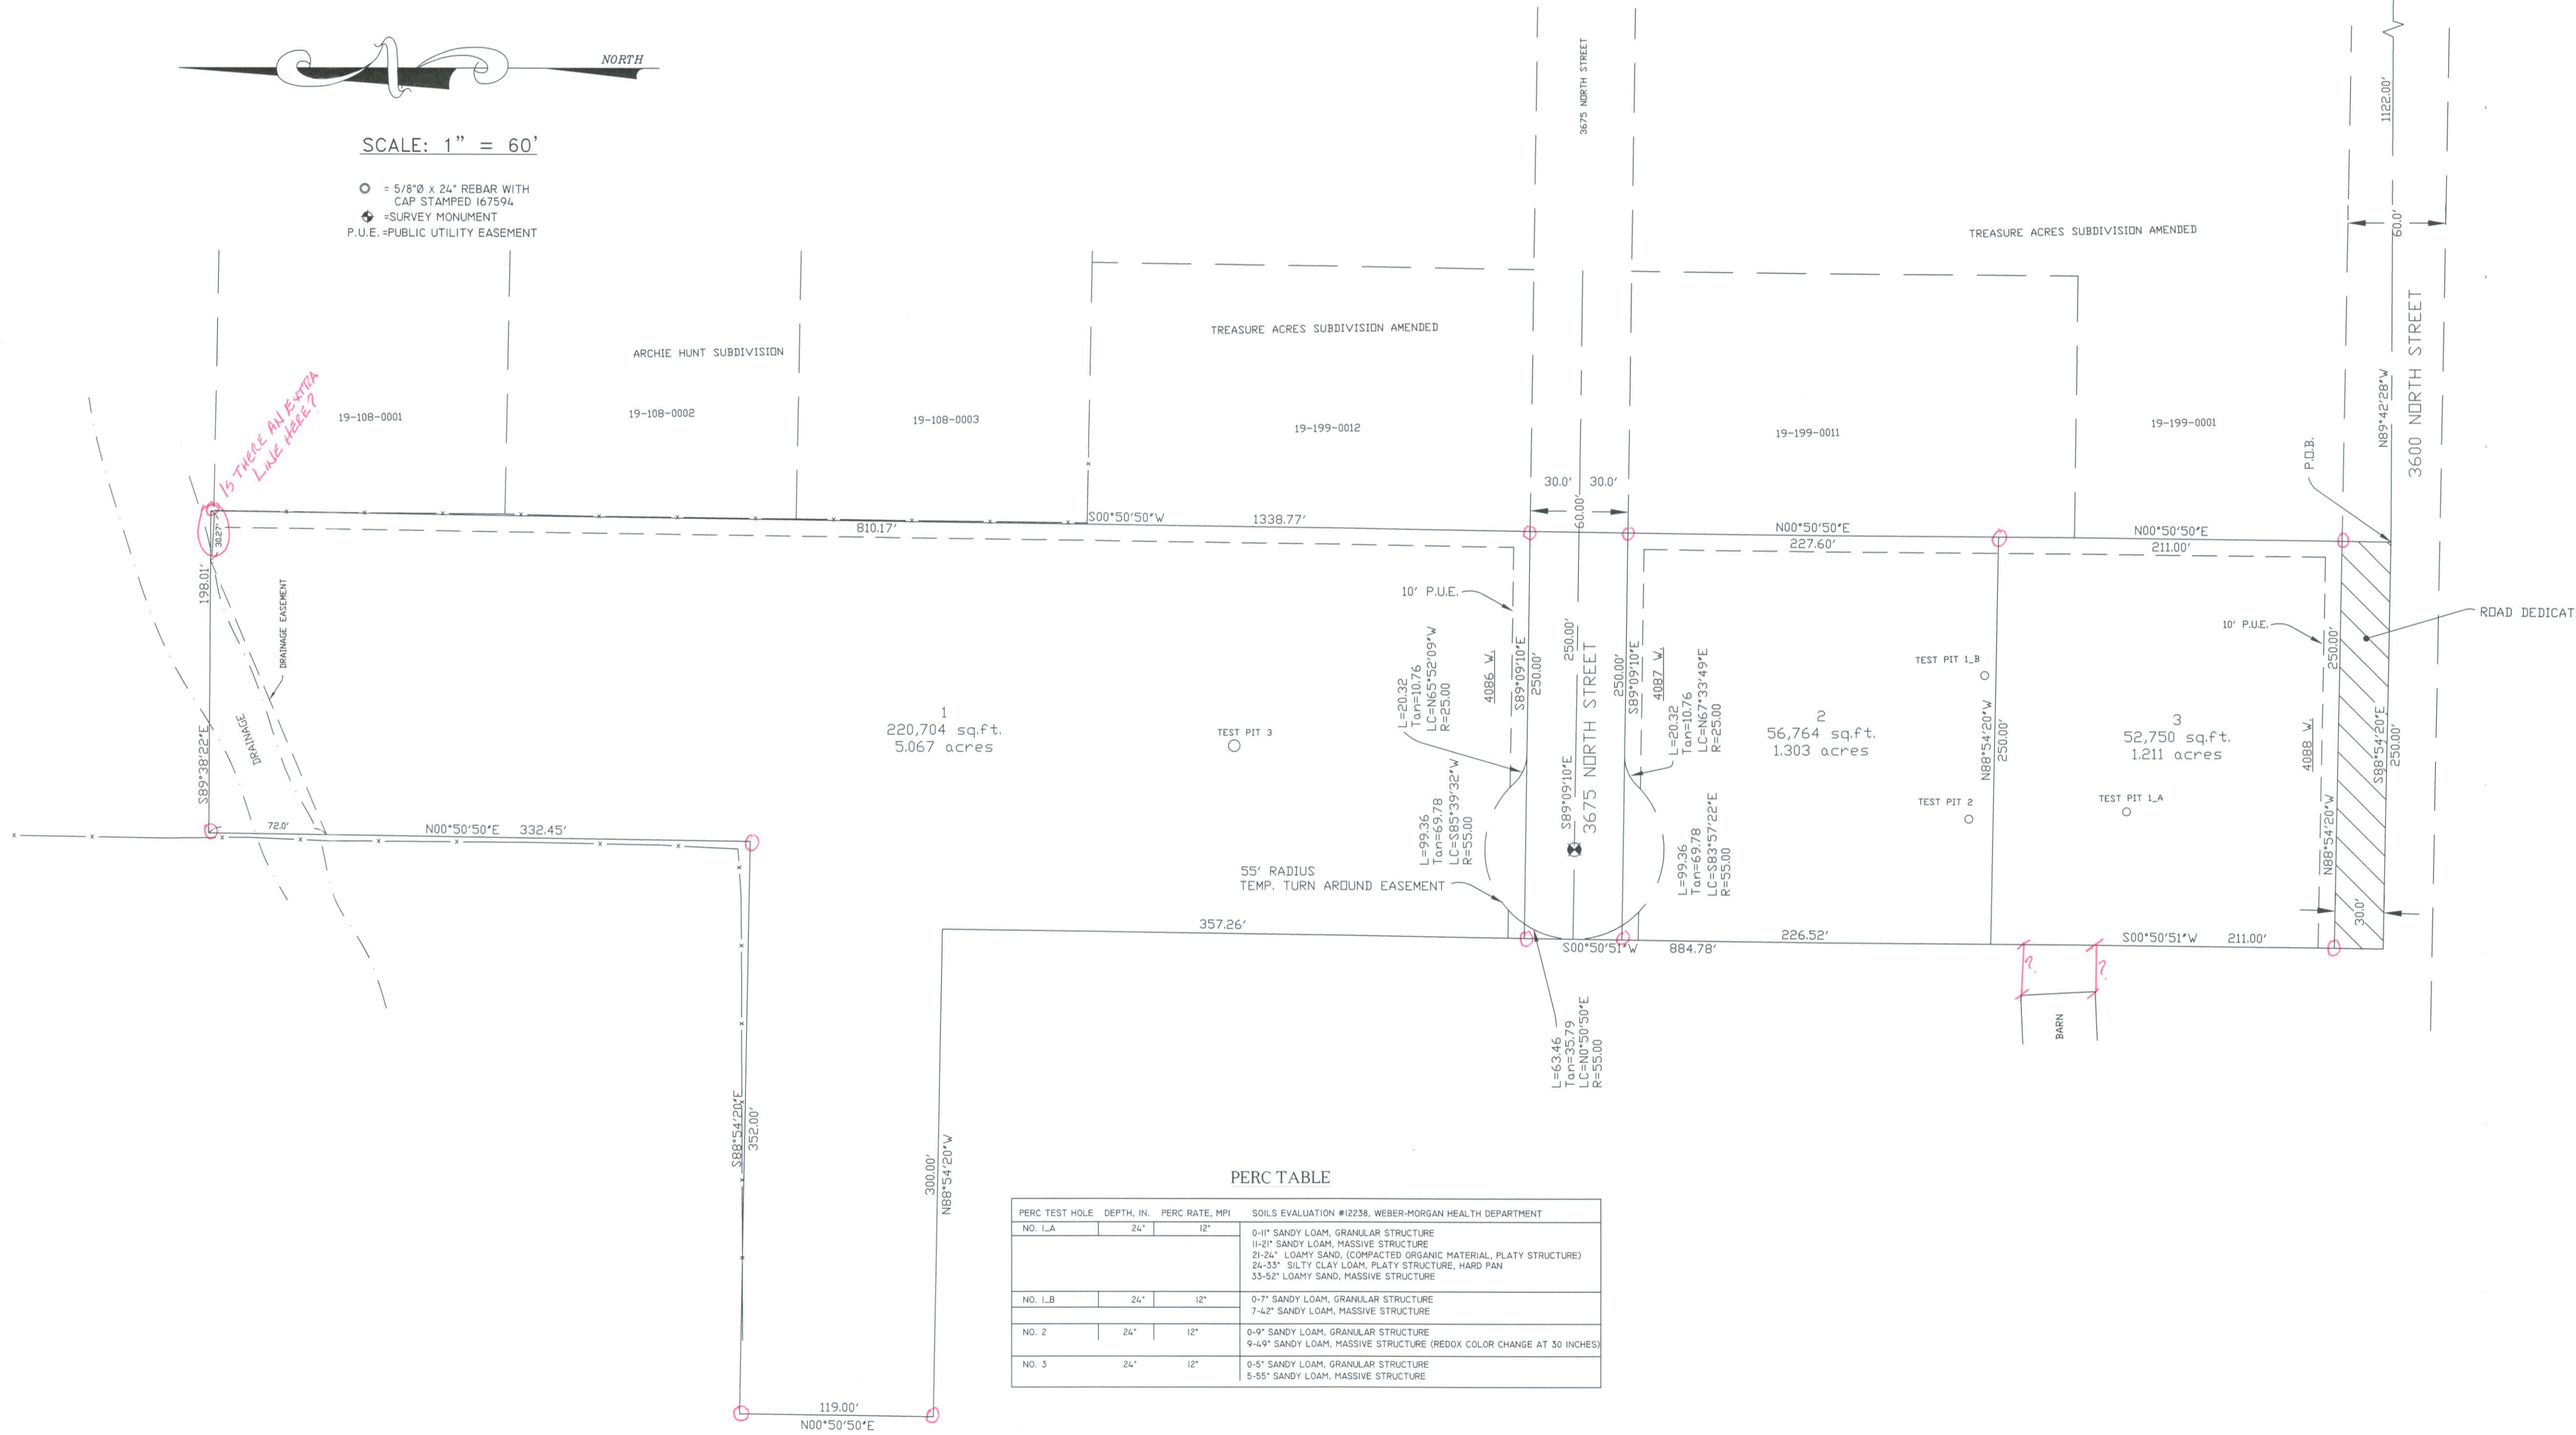 NORTH
SCALE: 1" = 60'
= 5/8"Ø x 24" REBAR WITH
CAP STAMPED 167594
=SURVEY MONUMENT
P.U.E. =PUBLIC UTILITY EASEMENT
3675 NORTH STREET
1122.00'
60.0'
TREASURE ACRES SUBDIVISION AMENDED
3600 NORTH STREET
N89°42'28"W
P.O.B.
ARCHIE HUNT SUBDIVISION
TREASURE ACRES SUBDIVISION AMENDED
IS THERE AN EXTRA
LINE HERE?
19-108-0001
19-108-0002
19-108-0003
19-199-0012
19-199-0011
19-199-0001
30.0'
30.0'
60.00'
30.27'
810.17'
S00°50'50"W
1338.77'
N00°50'50"E
227.60'
N00°50'50"E
211.00'
198.01'
S89°38'22"E
DRAINAGE EASEMENT
DRAINAGE
1
220,704 sq.ft.
5.067 acres
TEST PIT 3
10' P.U.E.
L=20.32
Tan=10.76
LC=N65°52'09"W
R=25.00
4086 W.
S89°09'10"E
250.00'
S89°09'10"E
250.00'
3675 NORTH STREET
250.00'
S89°09'10"E
4087 W.
L=20.32
Tan=10.76
LC=N67°33'49"E
R=25.00
2
56,764 sq.ft.
1.303 acres
TEST PIT 1_B
TEST PIT 2
N88°54'20"W
250.00'
3
52,750 sq.ft.
1.211 acres
TEST PIT 1_A
10' P.U.E.
250.00'
N88°54'20"W
4088 W.
S88°54'20"E
250.00'
30.0'
ROAD DEDICAT
L=99.36
Tan=69.78
LC=S85°39'32"W
R=55.00
L=99.36
Tan=69.78
LC=S83°57'22"E
R=55.00
55' RADIUS
TEMP. TURN AROUND EASEMENT
72.0'
N00°50'50"E 332.45'
357.26'
S00°50'51"W
884.78'
226.52'
S00°50'51"W
211.00'
?
?
BARN
L=63.46
Tan=35.79
LC=N0°50'50"E
R=55.00
S88°54'20"E
352.00'
300.00'
N88°54'20"W
119.00'
N00°50'50"E
PERC TABLE
PERC TEST HOLE DEPTH, IN. PERC RATE, MPI SOILS EVALUATION #12238, WEBER-MORGAN HEALTH DEPARTMENT
NO. 1_A 24" 12" 0-11" SANDY LOAM, GRANULAR STRUCTURE
11-21" SANDY LOAM, MASSIVE STRUCTURE
21-24" LOAMY SAND, (COMPACTED ORGANIC MATERIAL, PLATY STRUCTURE)
24-33" SILTY CLAY LOAM, PLATY STRUCTURE, HARD PAN
33-52" LOAMY SAND, MASSIVE STRUCTURE
NO. 1_B 24" 12" 0-7" SANDY LOAM, GRANULAR STRUCTURE
7-42" SANDY LOAM, MASSIVE STRUCTURE
NO. 2 24" 12" 0-9" SANDY LOAM, GRANULAR STRUCTURE
9-49" SANDY LOAM, MASSIVE STRUCTURE (REDOX COLOR CHANGE AT 30 INCHES)
NO. 3 24" 12" 0-5" SANDY LOAM, GRANULAR STRUCTURE
5-55" SANDY LOAM, MASSIVE STRUCTURE